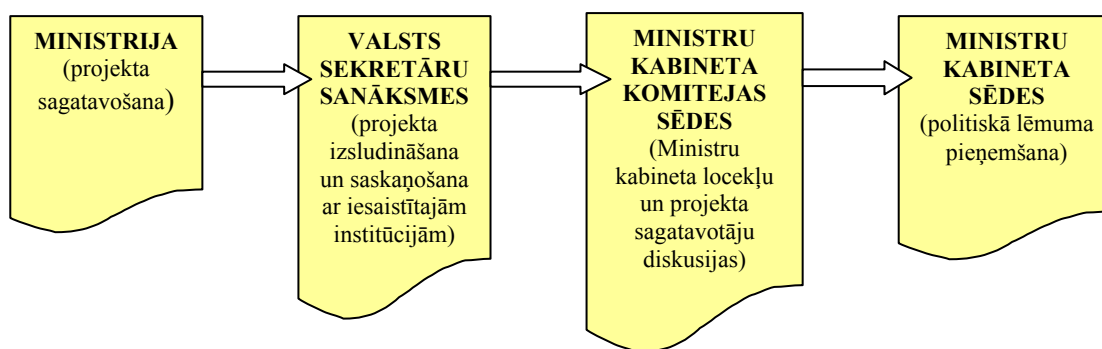 MINISTRIJA
(projekta
sagatavošana)
VALSTS
SEKRETĀRU
SANĀKSMES
(projekta
izsludināšana
un saskaņošana
ar iesaistītajām
institūcijām)
MINISTRU
KABINETA
KOMITEJAS
SĒDES
(Ministru
kabineta locekļu
un projekta
sagatavotāju
diskusijas)
MINISTRU
KABINETA
SĒDES
(politiskā lēmuma
pieņemšana)